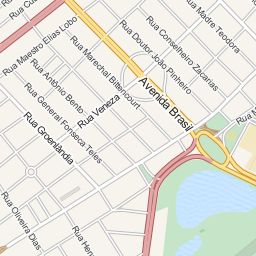 Rua Madre Teodora
Rua Maestro Elias Lobo
Rua Doutor João Pinheiro
Rua Conselheiro Zacarias
Rua Marechal Bittencourt
Avenida Brasil
Rua Antônio Bento
Rua Veneza
Rua General Fonseca Teles
Rua Groenlândia
Rua Oliveira Dias